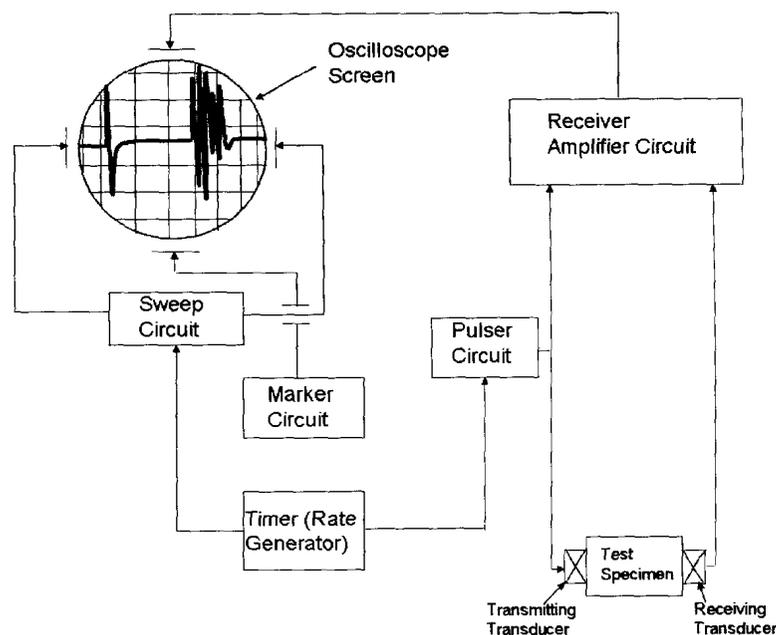 Oscilloscope
Screen
Receiver
Amplifier Circuit
Sweep
Circuit
Pulser
Circuit
Marker
Circuit
Timer (Rate
Generator)
Test
Specimen
Transmitting
Transducer
Receiving
Transducer